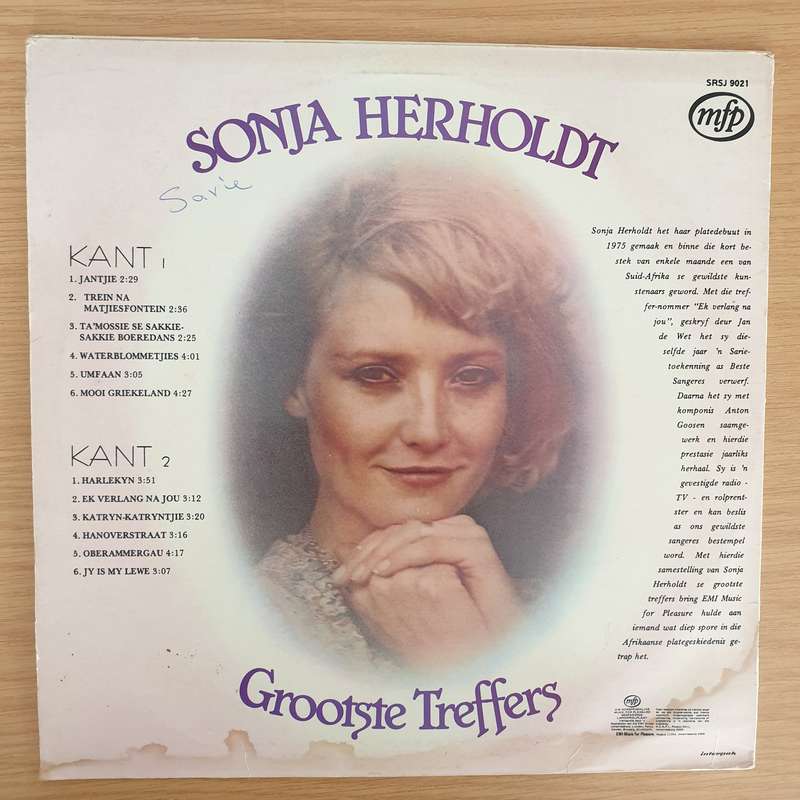 SRSJ 9021
mfp
SONJA HERHOLDT
Sarie
KANT 1
1. JANTJIE 2:29
2. TREIN NA
MATJIESFONTEIN 2:36
3. TA'MOSSIE SE SAKKIE-
SAKKIE BOEREDANS 2:25
4. WATERBLOMMETJIES 4:01
5. UMFAAN 3:05
6. MOOI GRIEKELAND 4:27
KANT 2
1. HARLEKYN 3:51
2. EK VERLANG NA JOU 3:12
3. KATRYN-KATRYNTJIE 3:20
4. HANOVERSTRAAT 3:16
5. OBERAMMERGAU 4:17
6. JY IS MY LEWE 3:07
Sonja Herholdt het haar platedebuut in
1975 gemaak en binne die kort be-
stek van enkele maande een van
Suid-Afrika se gewildste kun-
stenaars geword. Met die tref-
fer-nommer "Ek verlang na
jou", geskryf deur Jan
de Wet het sy die-
selfde jaar 'n Sarie-
toekenning as Beste
Sangeres verwerf.
Daarna het sy met
komponis Anton
Goosen saamge-
werk en hierdie
prestasie jaarliks
herhaal. Sy is 'n
gevestigde radio -
TV - en rolprent-
ster en kan beslis
as ons gewildste
sangeres bestempel
word. Met hierdie
samestelling van Sonja
Herholdt se grootste
treffers bring EMI Music
for Pleasure hulde aan
iemand wat diep spore in die
Afrikaanse plategeskiedenis ge-
trap het.
Grootste Treffers
mfp
interpak